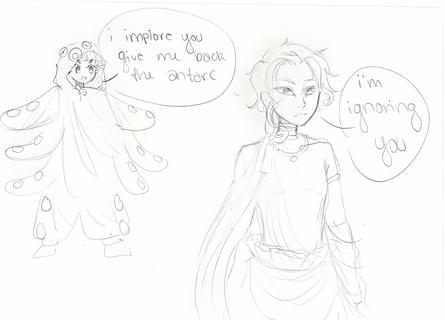 i implore you
give me back
the antarc
i'm
ignoring
you